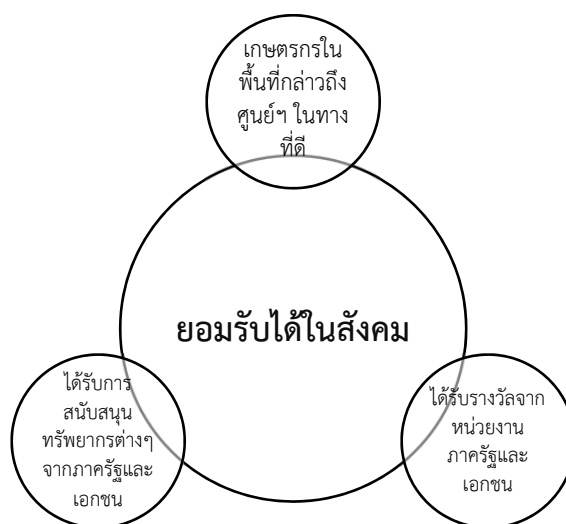 เกษตรกรใน
พื้นที่กล่าวถึง
ศูนย์ฯ ในทาง
ที่ดี
ยอมรับได้ในสังคม
ได้รับการ
สนับสนุน
ทรัพยากรต่างๆ
จากภาครัฐและ
เอกชน
ได้รับรางวัลจาก
หน่วยงาน
ภาครัฐและ
เอกชน